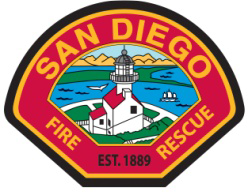 SAN DIEGO
FIRE
RESCUE
EST. 1889